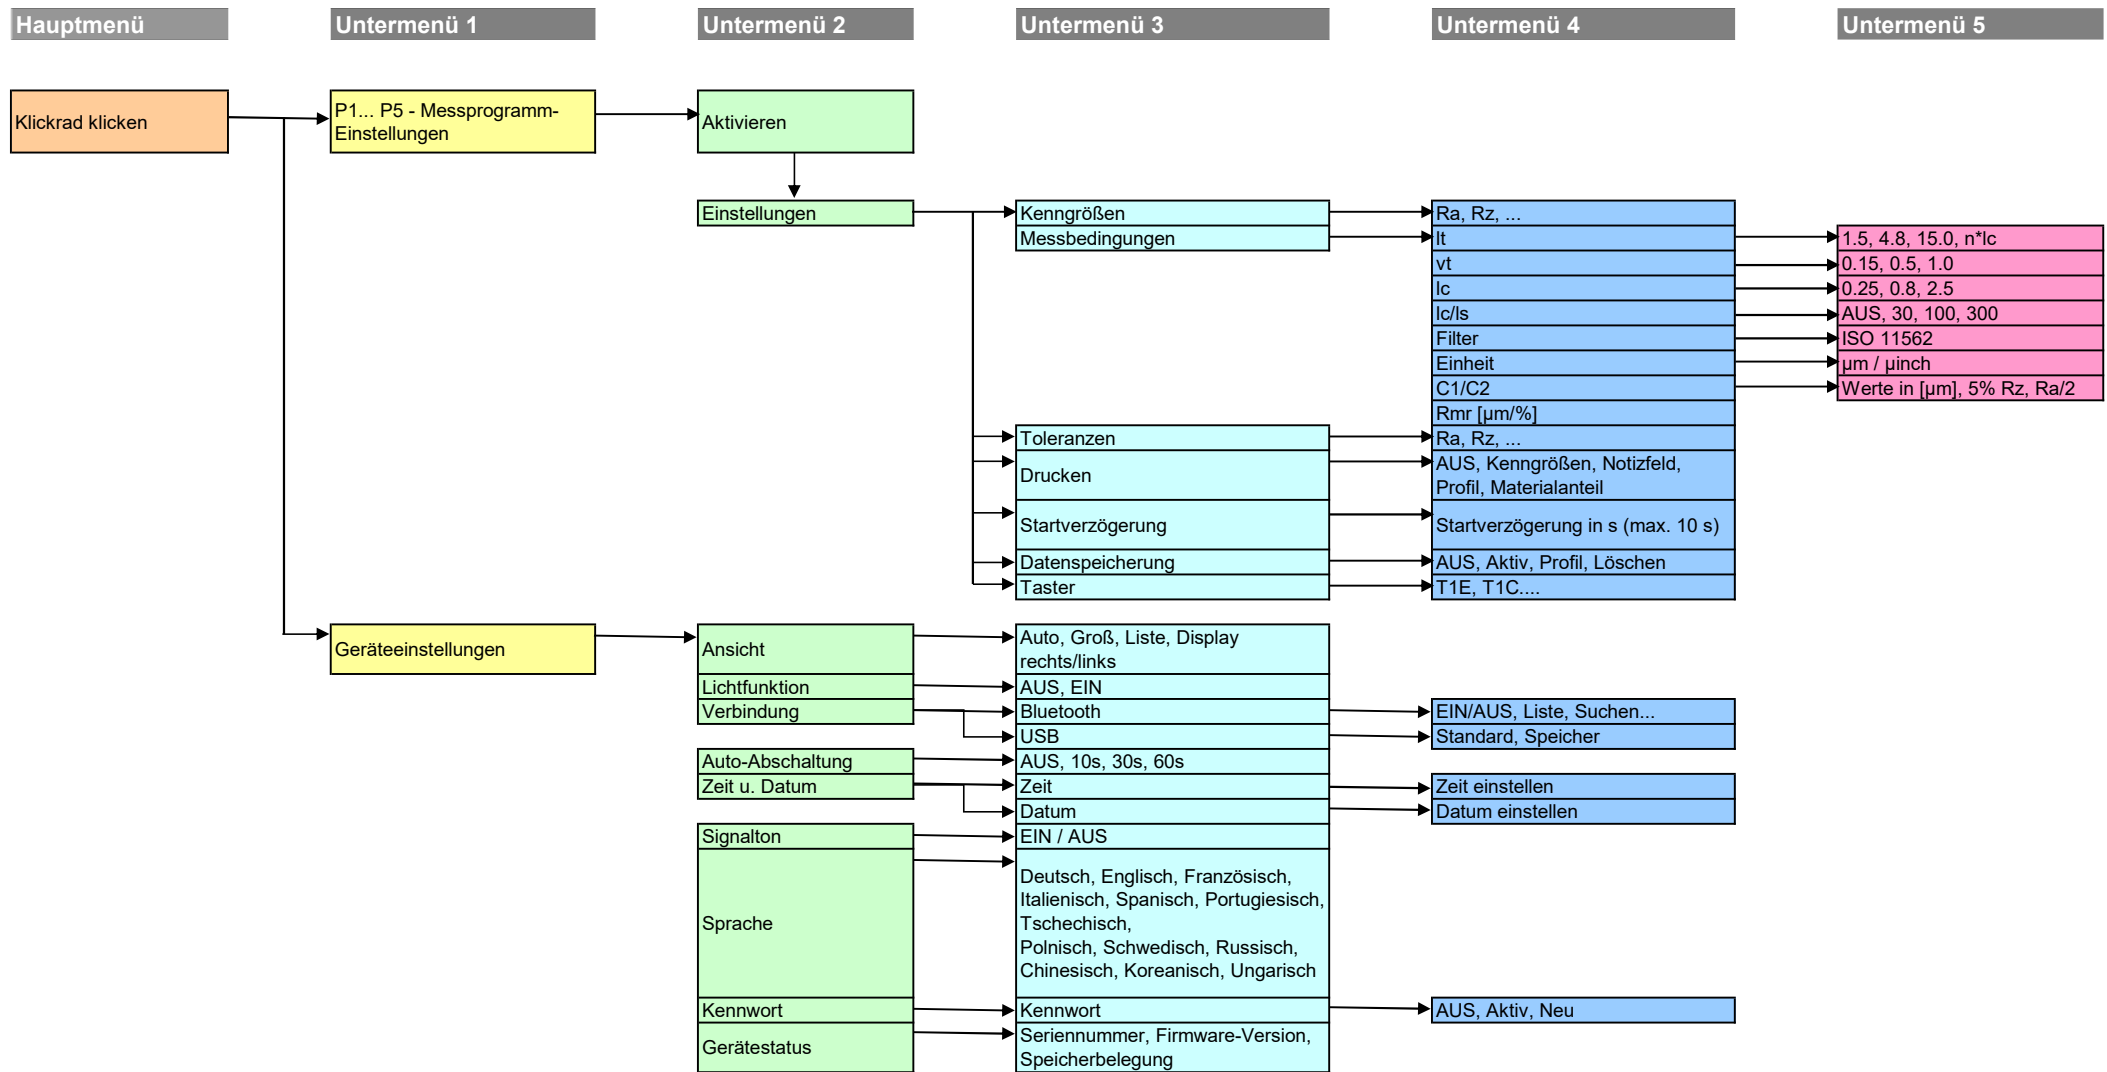 Hauptmenü
Untermenü 1
Untermenü 2
Untermenü 3
Untermenü 4
Untermenü 5
Klickrad klicken
P1... P5 - Messprogramm-
Einstellungen
Aktivieren
Einstellungen
Kenngrößen
Ra, Rz, ...
Messbedingungen
lt
1.5, 4.8, 15.0, n*lc
vt
0.15, 0.5, 1.0
lc
0.25, 0.8, 2.5
lc/ls
AUS, 30, 100, 300
Filter
ISO 11562
Einheit
µm / µinch
C1/C2
Werte in [µm], 5% Rz, Ra/2
Rmr [µm/%]
Toleranzen
Ra, Rz, ...
Drucken
AUS, Kenngrößen, Notizfeld,
Profil, Materialanteil
Startverzögerung
Startverzögerung in s (max. 10 s)
Datenspeicherung
AUS, Aktiv, Profil, Löschen
Taster
T1E, T1C....
Geräteeinstellungen
Ansicht
Auto, Groß, Liste, Display
rechts/links
Lichtfunktion
AUS, EIN
Verbindung
Bluetooth
EIN/AUS, Liste, Suchen...
USB
Standard, Speicher
Auto-Abschaltung
AUS, 10s, 30s, 60s
Zeit u. Datum
Zeit
Zeit einstellen
Datum
Datum einstellen
Signalton
EIN / AUS
Sprache
Deutsch, Englisch, Französisch,
Italienisch, Spanisch, Portugiesisch,
Tschechisch,
Polnisch, Schwedisch, Russisch,
Chinesisch, Koreanisch, Ungarisch
Kennwort
Kennwort
AUS, Aktiv, Neu
Gerätestatus
Seriennummer, Firmware-Version,
Speicherbelegung